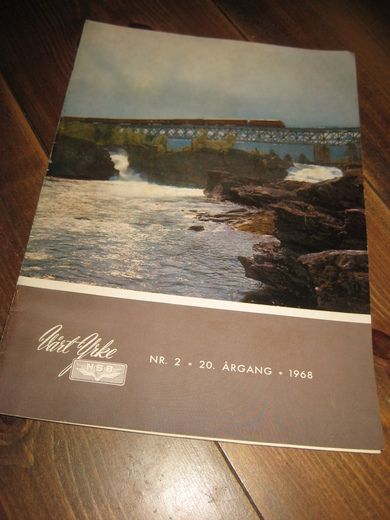 Vårt Yrke
NSB
NR. 2 • 20. ÅRGANG • 1968